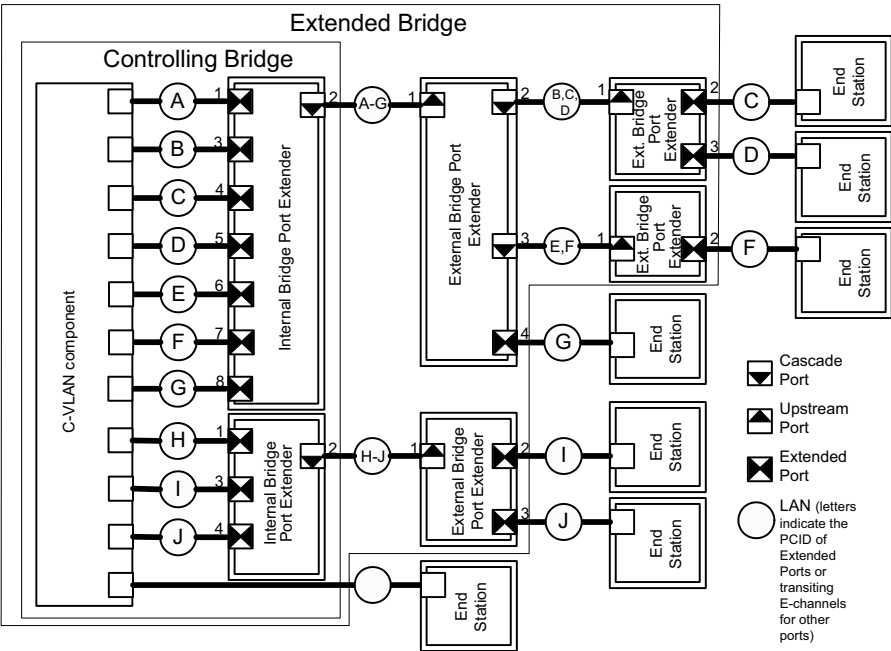 Extended Bridge
Controlling Bridge
C-VLAN component
A
B
C
D
E
F
G
H
I
J
1
3
4
5
6
7
8
Internal Bridge Port Extender
2
1
3
4
Internal Bridge
Port Extender
2
A-G
H-J
1
External Bridge Port
Extender
2
3
4
1
External Bridge
Port Extender
2
3
B,C,
D
E,F
G
I
J
1
Ext. Bridge
Port
Extender
2
3
1
Ext. Bridge
Port
Extender
2
C
D
F
End
Station
End
Station
End
Station
End
Station
End
Station
End
Station
End
Station
Cascade
Port
Upstream
Port
Extended
Port
LAN (letters
indicate the
PCID of
Extended
Ports or
transiting
E-channels
for other
ports)